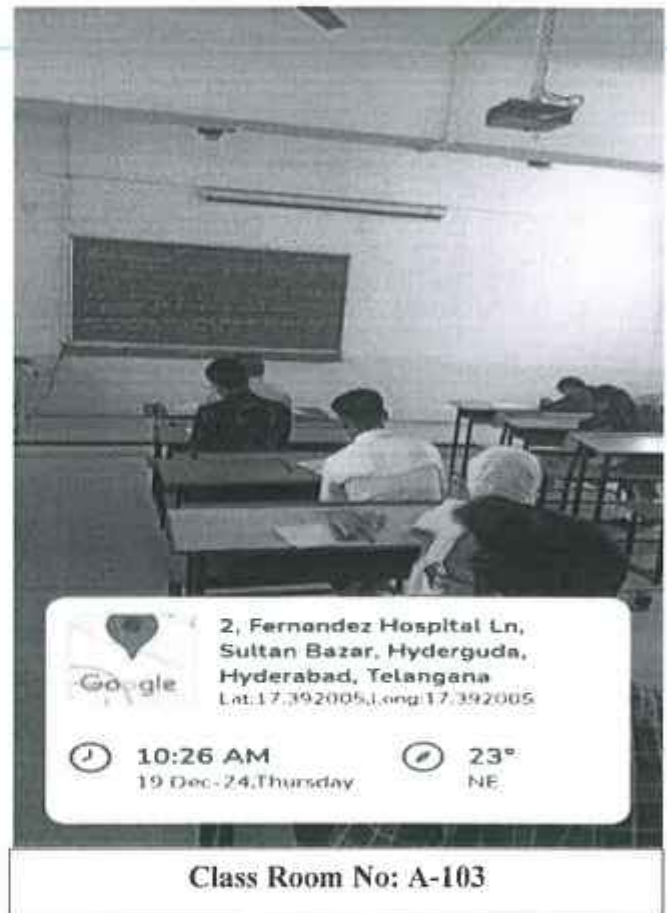 2, Fernandez Hospital Ln,
Sultan Bazar, Hyderguda,
Hyderabad, Telangana
Lat:17.392005,Long:17.392005
Google
10:26 AM
19 Dec-24,Thursday
23°
NE
Class Room No: A-103